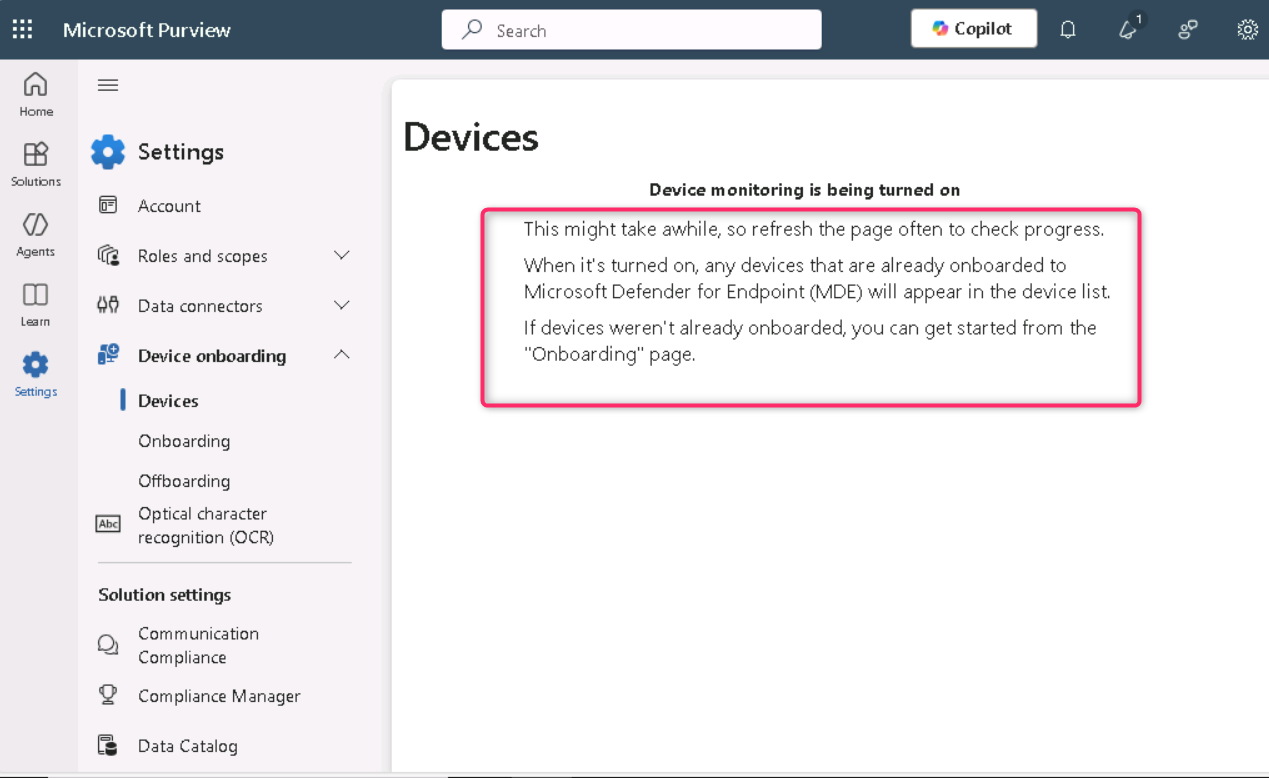 Microsoft Purview
Search
Copilot
1
Home
Solutions
Agents
Learn
Settings
Settings
Account
Roles and scopes
Data connectors
Device onboarding
Devices
Onboarding
Offboarding
Optical character
recognition (OCR)
Abc
Solution settings
Communication
Compliance
Compliance Manager
Data Catalog
Devices
Device monitoring is being turned on
This might take awhile, so refresh the page often to check progress.
When it's turned on, any devices that are already onboarded to
Microsoft Defender for Endpoint (MDE) will appear in the device list.
If devices weren't already onboarded, you can get started from the
"Onboarding" page.